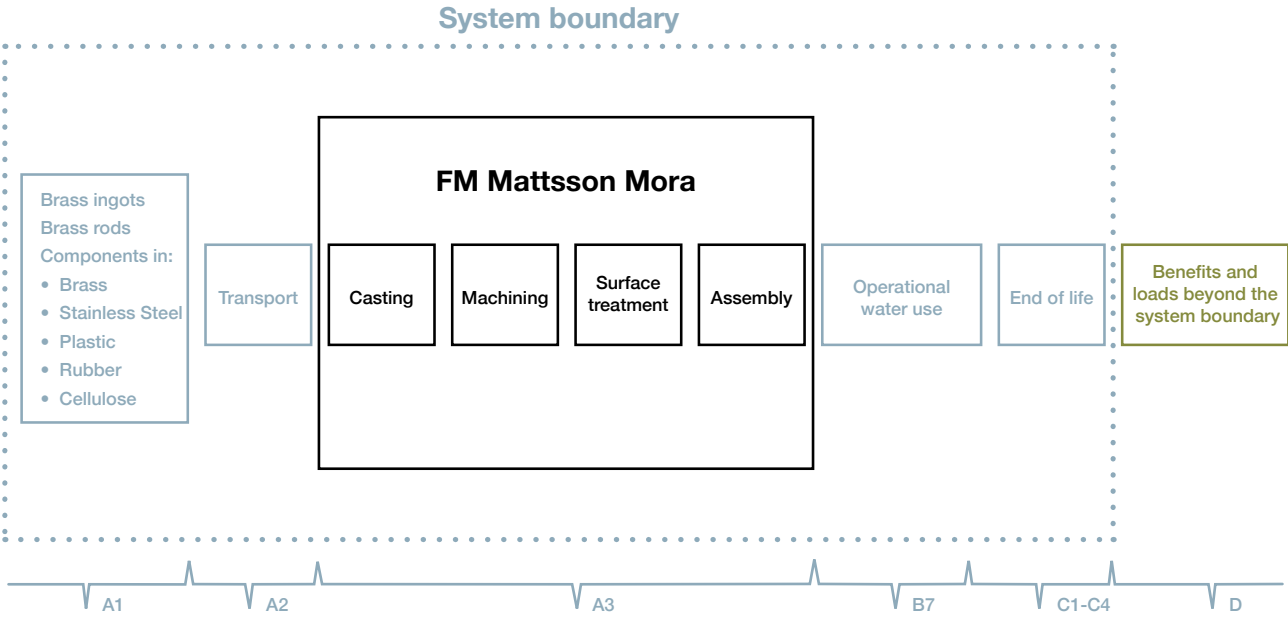 System boundary
FM Mattsson Mora
Brass ingots
Brass rods
Components in:
• Brass
• Stainless Steel
• Plastic
• Rubber
• Cellulose
Transport
Casting
Machining
Surface
treatment
Assembly
Operational
water use
End of life
Benefits and
loads beyond the
system boundary
A1
A2
A3
B7
C1-C4
D